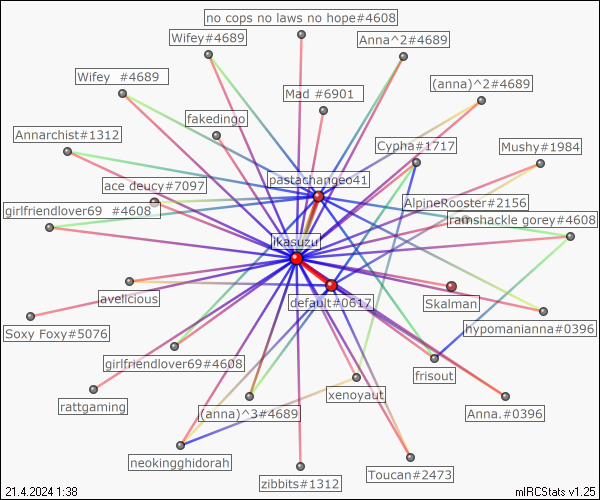 no cops no laws no hope#4608
Wifey#4689
Anna^2#4689
Wifey #4689
Mad #6901
(anna)^2#4689
fakedingo
Annarchist#1312
Cypha#1717
Mushy#1984
pastachangeo41
ace deucy#7097
AlpineRooster#2156
girlfriendlover69 #4608
ramshackle gorey#4608
ikasuzu
avelicious
default#0617
Skalman
Soxy Foxy#5076
hypomanianna#0396
girlfriendlover69#4608
frisout
xenoyaut
rattgaming
(anna)^3#4689
Anna.#0396
neokingghidorah
Toucan#2473
zibbits#1312
21.4.2024 1:38
mIRCStats v1.25